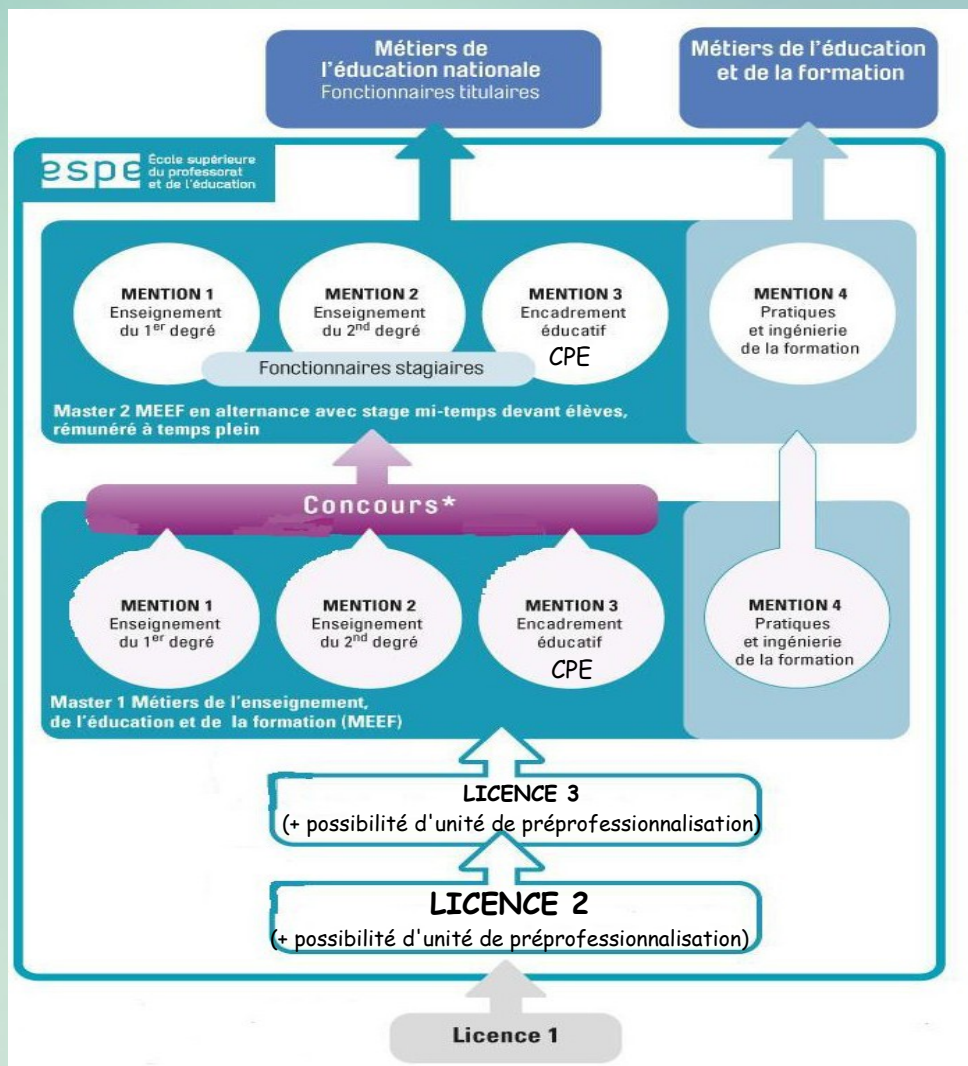 Métiers de
l'éducation nationale
Fonctionnaires titulaires
Métiers de l'éducation
et de la formation
espe
École supérieure
du professorat
et de l'éducation
MENTION 1
Enseignement
du 1er degré
MENTION 2
Enseignement
du 2nd degré
MENTION 3
Encadrement
éducatif
CPE
MENTION 4
Pratiques
et ingénierie
de la formation
Fonctionnaires stagiaires
Master 2 MEEF en alternance avec stage mi-temps devant élèves,
rémunéré à temps plein
Concours*
MENTION 1
Enseignement
du 1er degré
MENTION 2
Enseignement
du 2nd degré
MENTION 3
Encadrement
éducatif
CPE
MENTION 4
Pratiques
et ingénierie
de la formation
Master 1 Métiers de l'enseignement,
de l'éducation et de la formation (MEEF)
LICENCE 3
(+ possibilité d'unité de préprofessionnalisation)
LICENCE 2
(+ possibilité d'unité de préprofessionnalisation)
Licence 1